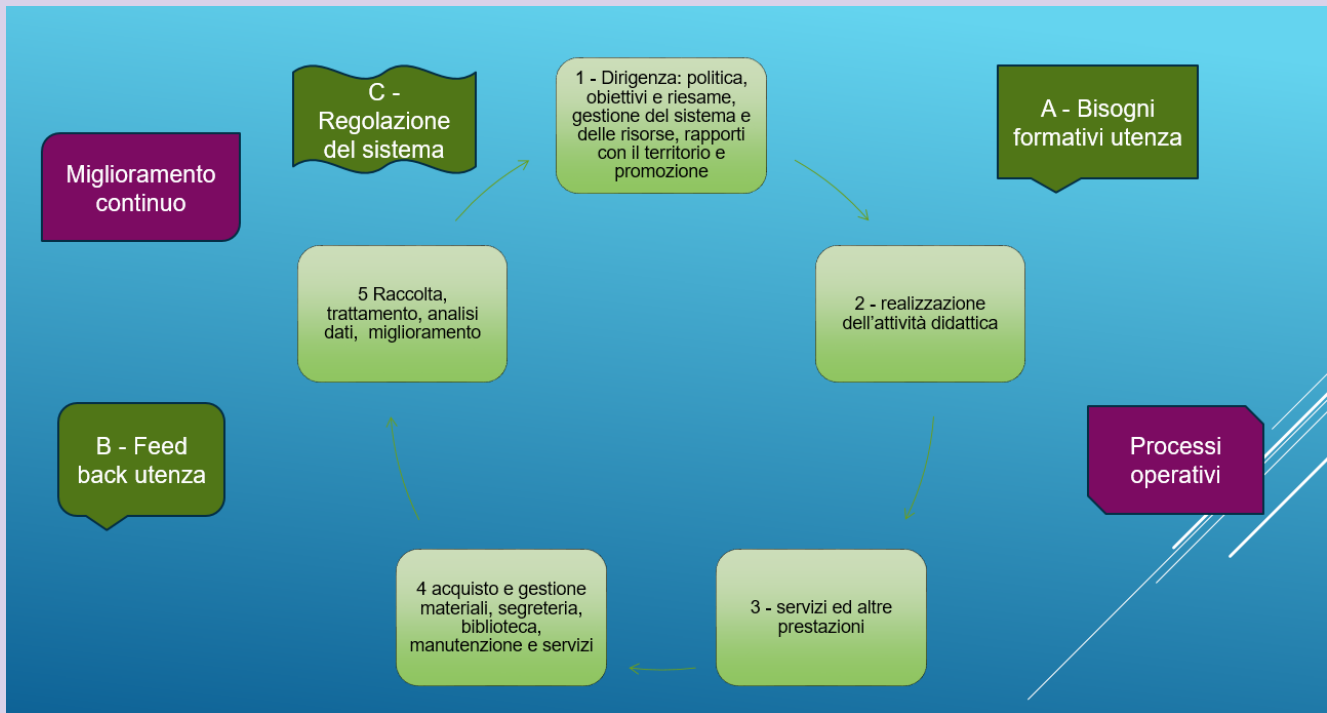 1 - Dirigenza: politica,
obiettivi e riesame,
gestione del sistema e
delle risorse, rapporti
con il territorio e
promozione
C -
Regolazione
del sistema
A - Bisogni
formativi utenza
Miglioramento
continuo
5 Raccolta,
trattamento, analisi
dati, miglioramento
2 - realizzazione
dell'attività didattica
B - Feed
back utenza
Processi
operativi
4 acquisto e gestione
materiali, segreteria,
biblioteca,
manutenzione e servizi
3 - servizi ed altre
prestazioni